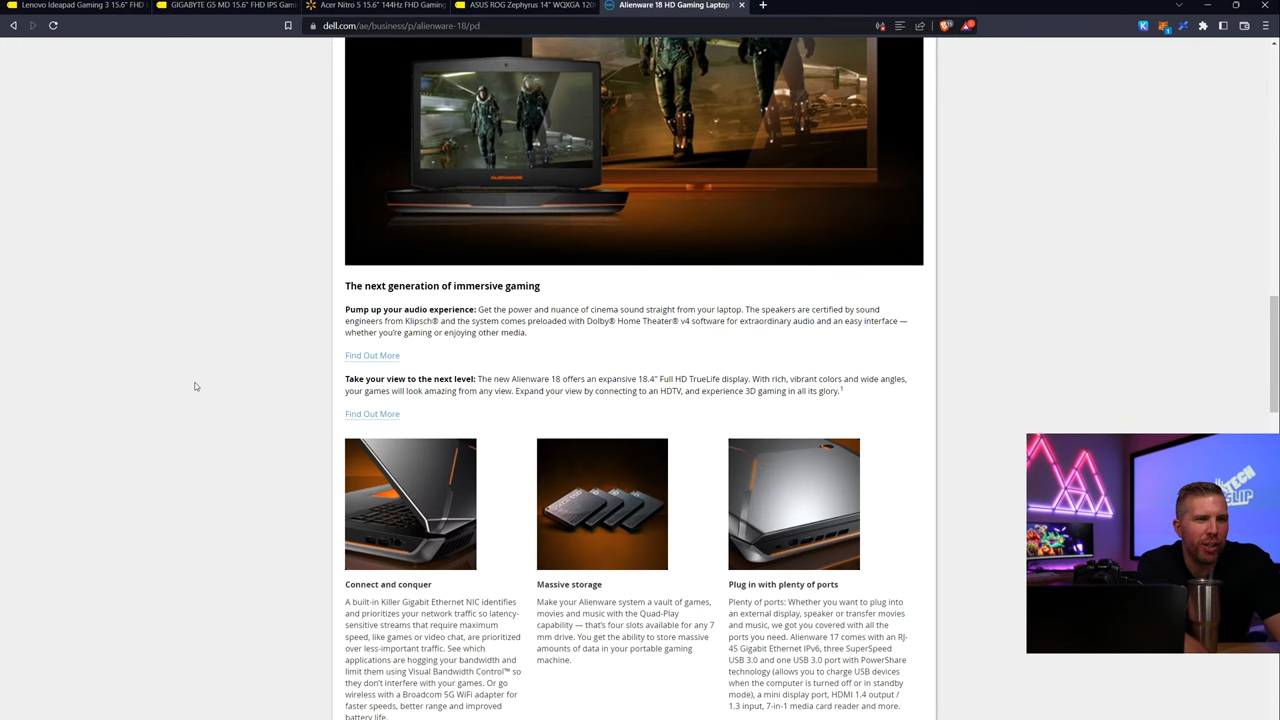 Lenovo Ideapad Gaming 3 15.6" FHD
GIGABYTE G5 MD 15.6" FHD IPS Gami
Acer Nitro 5 15.6" 144Hz FHD Gaming
ASUS ROG Zephyrus 14" WQXGA 120
Alienware 18 HD Gaming Laptop
dell.com/ae/business/p/alienware-18/pd
ALIENWARE
The next generation of immersive gaming
Pump up your audio experience: Get the power and nuance of cinema sound straight from your laptop. The speakers are certified by sound
engineers from Klipsch® and the system comes preloaded with Dolby® Home Theater® v4 software for extraordinary audio and an easy interface —
whether you're gaming or enjoying other media.
Find Out More
Take your view to the next level: The new Alienware 18 offers an expansive 18.4" Full HD TrueLife display. With rich, vibrant colors and wide angles,
your games will look amazing from any view. Expand your view by connecting to an HDTV, and experience 3D gaming in all its glory.1
Find Out More
Connect and conquer
A built-in Killer Gigabit Ethernet NIC identifies
and prioritizes your network traffic so latency-
sensitive streams that require maximum
speed, like games or video chat, are prioritized
over less-important traffic. See which
applications are hogging your bandwidth and
limit them using Visual Bandwidth Control™ so
they don't interfere with your games. Or go
wireless with a Broadcom 5G WiFi adapter for
faster speeds, better range and improved
battery life.
Massive storage
Make your Alienware system a vault of games,
movies and music with the Quad-Play
capability — that's four slots available for any 7
mm drive. You get the ability to store massive
amounts of data in your portable gaming
machine.
Plug in with plenty of ports
Plenty of ports: Whether you want to plug into
an external display, speaker or transfer movies
and music, we got you covered with all the
ports you need. Alienware 17 comes with an RJ-
45 Gigabit Ethernet IPv6, three SuperSpeed
USB 3.0 and one USB 3.0 port with PowerShare
technology (allows you to charge USB devices
when the computer is turned off or in standby
mode), a mini display port, HDMI 1.4 output /
1.3 input, 7-in-1 media card reader and more.
TECH